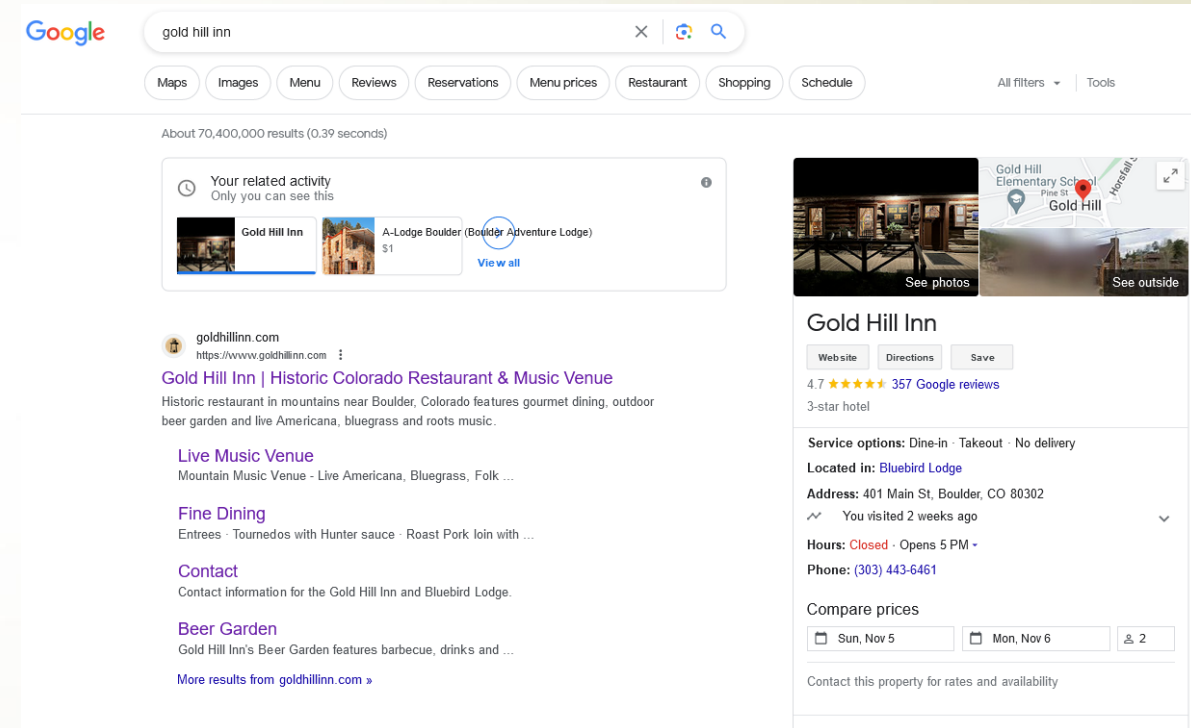 Google
gold hill inn
Maps
Images
Menu
Reviews
Reservations
Menu prices
Restaurant
Shopping
Schedule
All filters
Tools
About 70,400,000 results (0.39 seconds)
Your related activity
Only you can see this
Gold Hill Inn
A-Lodge Boulder (Boulder Adventure Lodge)
$1
View all
goldhillinn.com
https://www.goldhillinn.com
Gold Hill Inn | Historic Colorado Restaurant & Music Venue
Historic restaurant in mountains near Boulder, Colorado features gourmet dining, outdoor
beer garden and live Americana, bluegrass and roots music.
Live Music Venue
Mountain Music Venue - Live Americana, Bluegrass, Folk ...
Fine Dining
Entrees · Tournedos with Hunter sauce · Roast Pork loin with ...
Contact
Contact information for the Gold Hill Inn and Bluebird Lodge.
Beer Garden
Gold Hill Inn's Beer Garden features barbecue, drinks and ...
More results from goldhillinn.com »
See photos
Gold Hill
Elementary School
Pine St
Horsfall S
Gold Hill
See outside
Gold Hill Inn
Website
Directions
Save
4.7 357 Google reviews
3-star hotel
Service options: Dine-in · Takeout · No delivery
Located in: Bluebird Lodge
Address: 401 Main St, Boulder, CO 80302
You visited 2 weeks ago
Hours: Closed · Opens 5 PM
Phone: (303) 443-6461
Compare prices
Sun, Nov 5
Mon, Nov 6
2
Contact this property for rates and availability